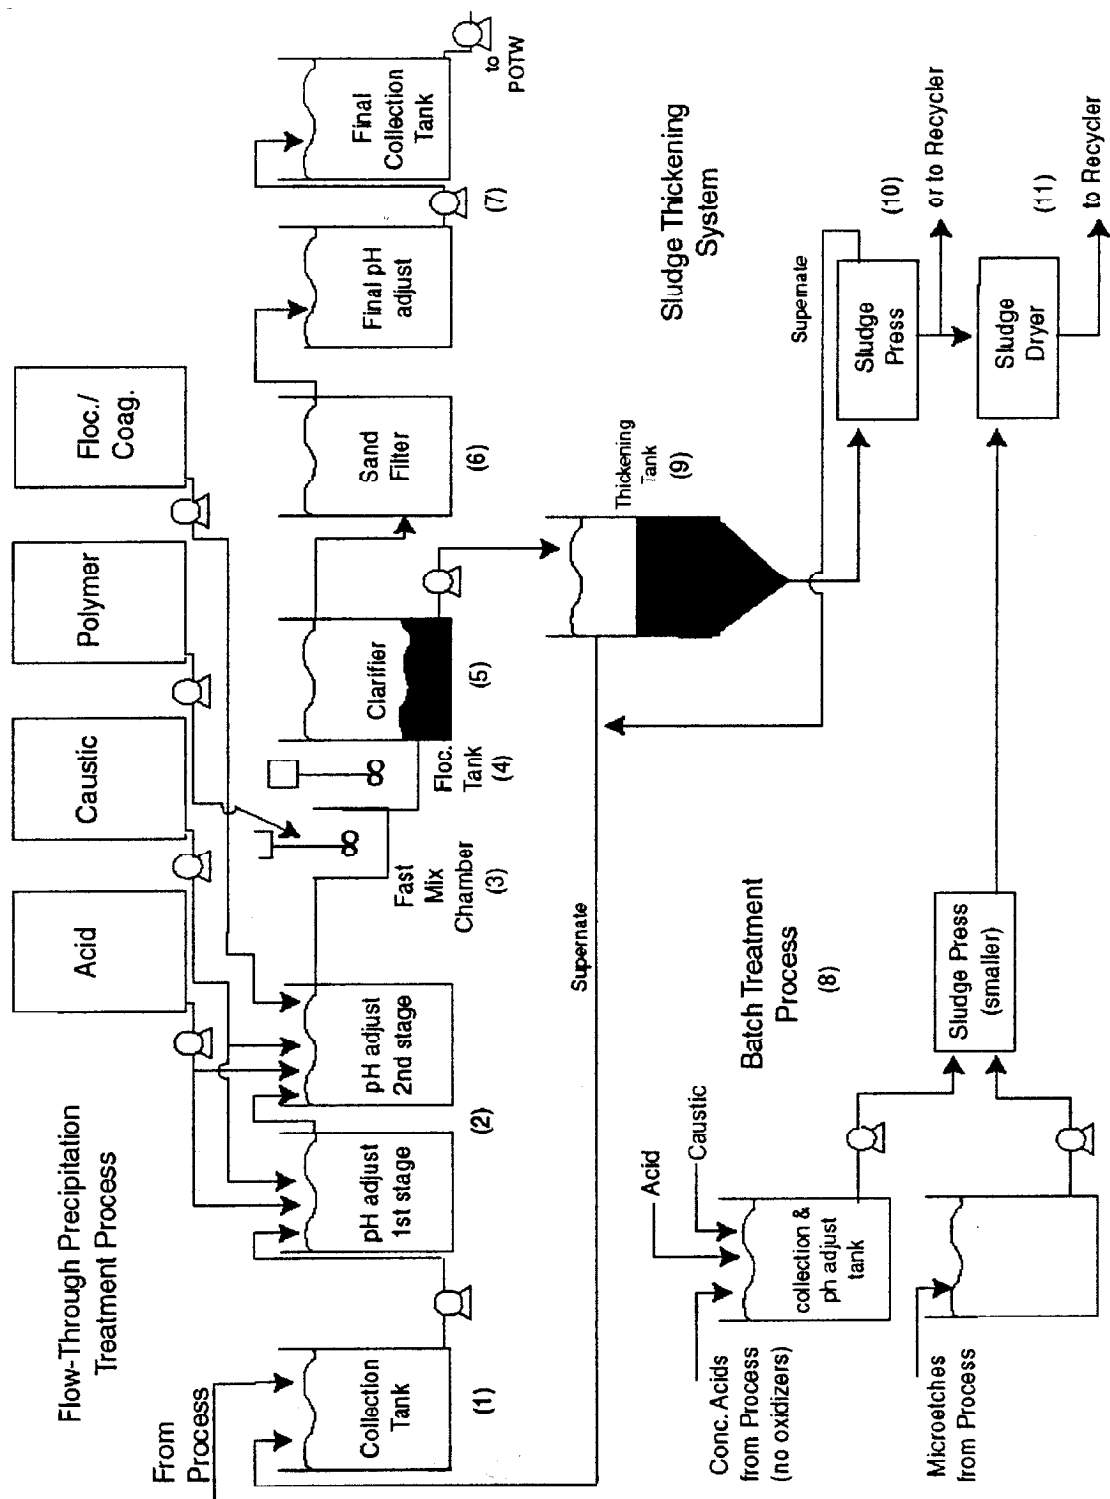 Flow-Through Precipitation
Treatment Process
Acid
Caustic
Polymer
Floc./
Coag.
From
Process
Collection
Tank
(1)
pH adjust
1st stage
(2)
pH adjust
2nd stage
Fast
Mix
Chamber
(3)
Floc.
Tank
(4)
Clarifier
(5)
Sand
Filter
(6)
Final pH
adjust
(7)
Final
Collection
Tank
to
POTW
Supernate
Thickening
Tank
(9)
Sludge Thickening
System
Batch Treatment
Process
(8)
Acid
Caustic
Conc. Acids
from Process
(no oxidizers)
collection &
ph adjust
tank
Microetches
from Process
Sludge Press
(smaller)
Supernate
Sludge
Press
(10)
or to Recycler
Sludge
Dryer
(11)
to Recycler